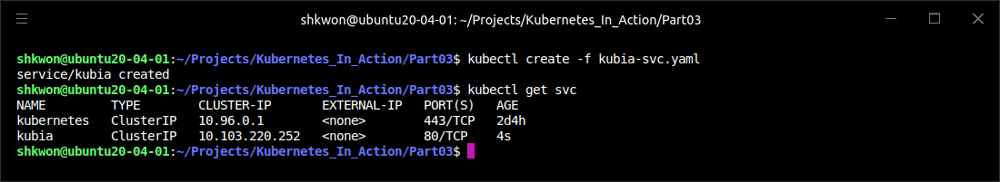 shkwon@ubuntu20-04-01: ~/Projects/Kubernetes_In_Action/Part03
shkwon@ubuntu20-04-01:~/Projects/Kubernetes_In_Action/Part03$ kubectl create -f kubia-svc.yaml
service/kubia created
shkwon@ubuntu20-04-01:~/Projects/Kubernetes_In_Action/Part03$ kubectl get svc
NAME         TYPE        CLUSTER-IP       EXTERNAL-IP   PORT(S)   AGE
kubernetes   ClusterIP   10.96.0.1        <none>        443/TCP   2d4h
kubia        ClusterIP   10.103.220.252   <none>        80/TCP    4s
shkwon@ubuntu20-04-01:~/Projects/Kubernetes_In_Action/Part03$